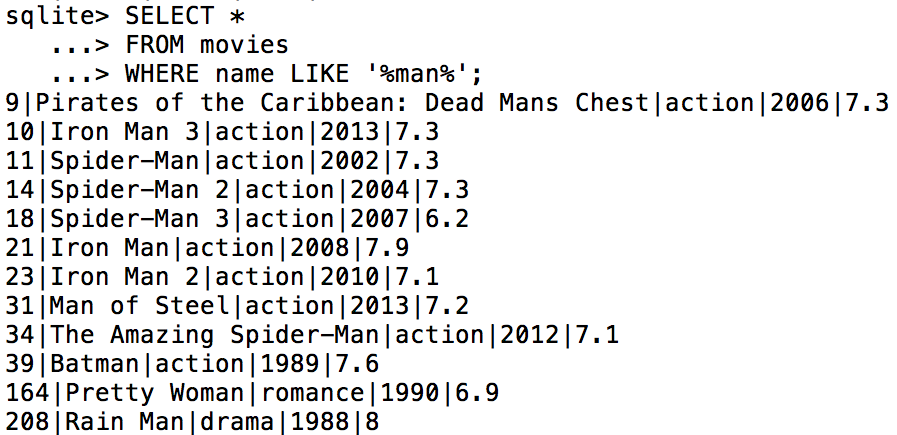 sqlite> SELECT *
   ...> FROM movies
   ...> WHERE name LIKE '%man%';
9|Pirates of the Caribbean: Dead Mans Chest|action|2006|7.3
10|Iron Man 3|action|2013|7.3
11|Spider-Man|action|2002|7.3
14|Spider-Man 2|action|2004|7.3
18|Spider-Man 3|action|2007|6.2
21|Iron Man|action|2008|7.9
23|Iron Man 2|action|2010|7.1
31|Man of Steel|action|2013|7.2
34|The Amazing Spider-Man|action|2012|7.1
39|Batman|action|1989|7.6
164|Pretty Woman|romance|1990|6.9
208|Rain Man|drama|1988|8